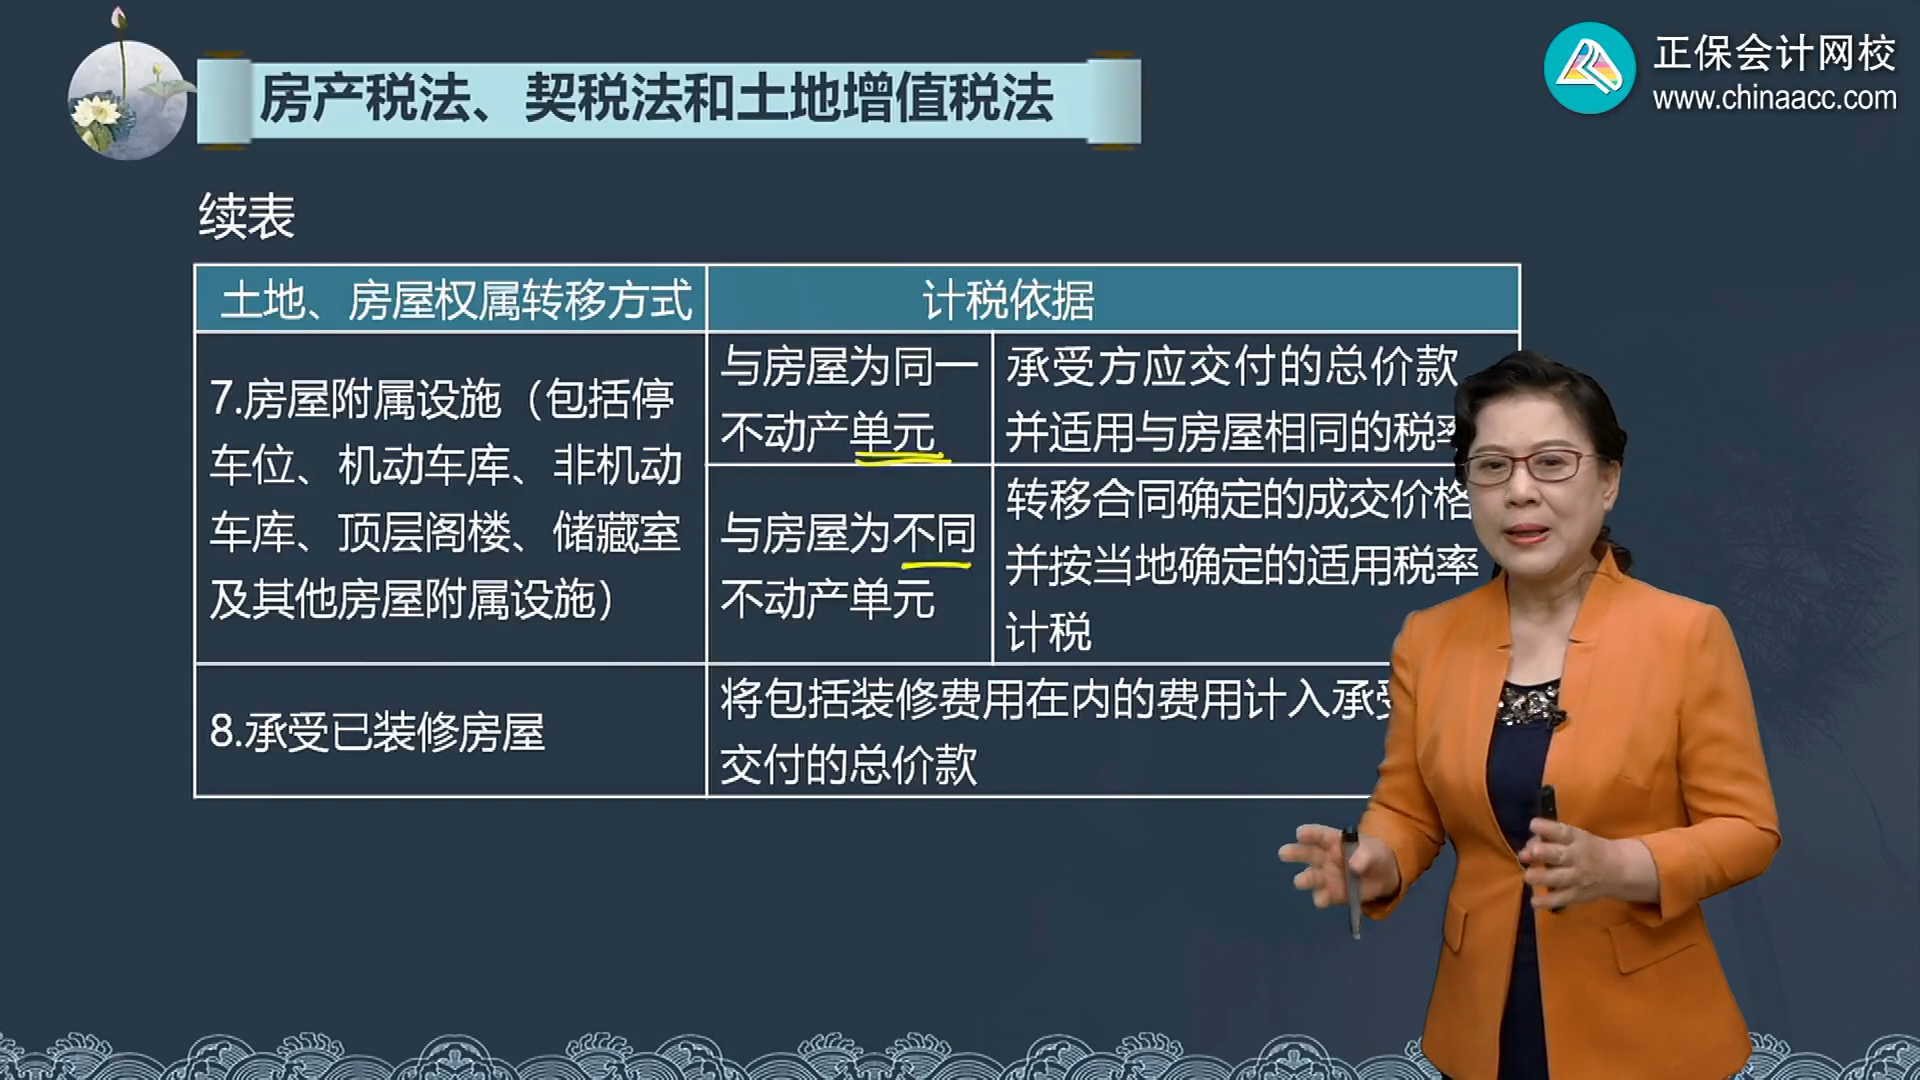 正保会计网校
www.chinaacc.com
房产税法、契税法和土地增值税法
续表
土地、房屋权属转移方式
计税依据
7.房屋附属设施（包括停
车位、机动车库、非机动
车库、顶层阁楼、储藏室
及其他房屋附属设施）
与房屋为同一
不动产单元
承受方应交付的总价款
并适用与房屋相同的税率
与房屋为不同
不动产单元
转移合同确定的成交价格
并按当地确定的适用税率
计税
8.承受已装修房屋
将包括装修费用在内的费用计入承受
交付的总价款